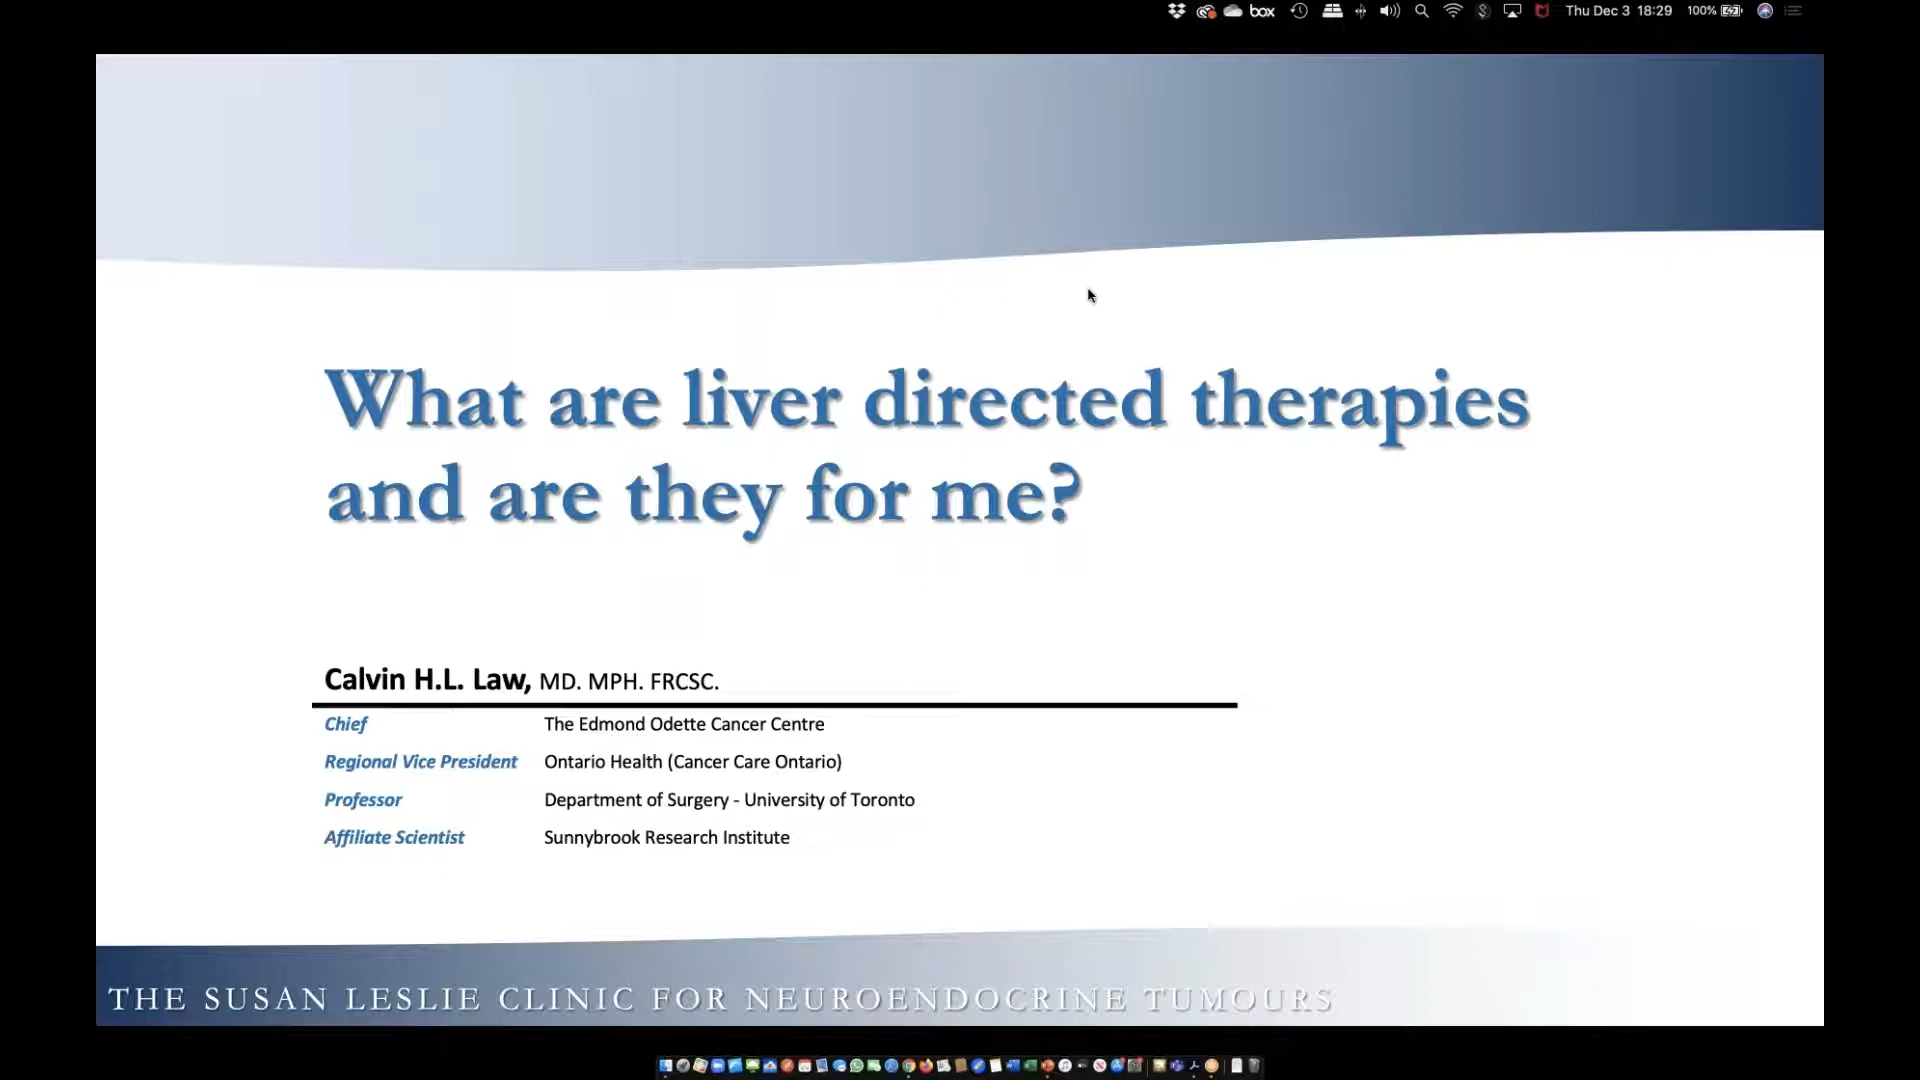 box Thu Dec 3 18:29 100%
What are liver directed therapies
and are they for me?
Calvin H.L. Law, MD. MPH. FRCSC.
Chief The Edmond Odette Cancer Centre
Regional Vice President Ontario Health (Cancer Care Ontario)
Professor Department of Surgery - University of Toronto
Affiliate Scientist Sunnybrook Research Institute
THE SUSAN LESLIE CLINIC FOR NEUROENDOCRINE TUMOURS